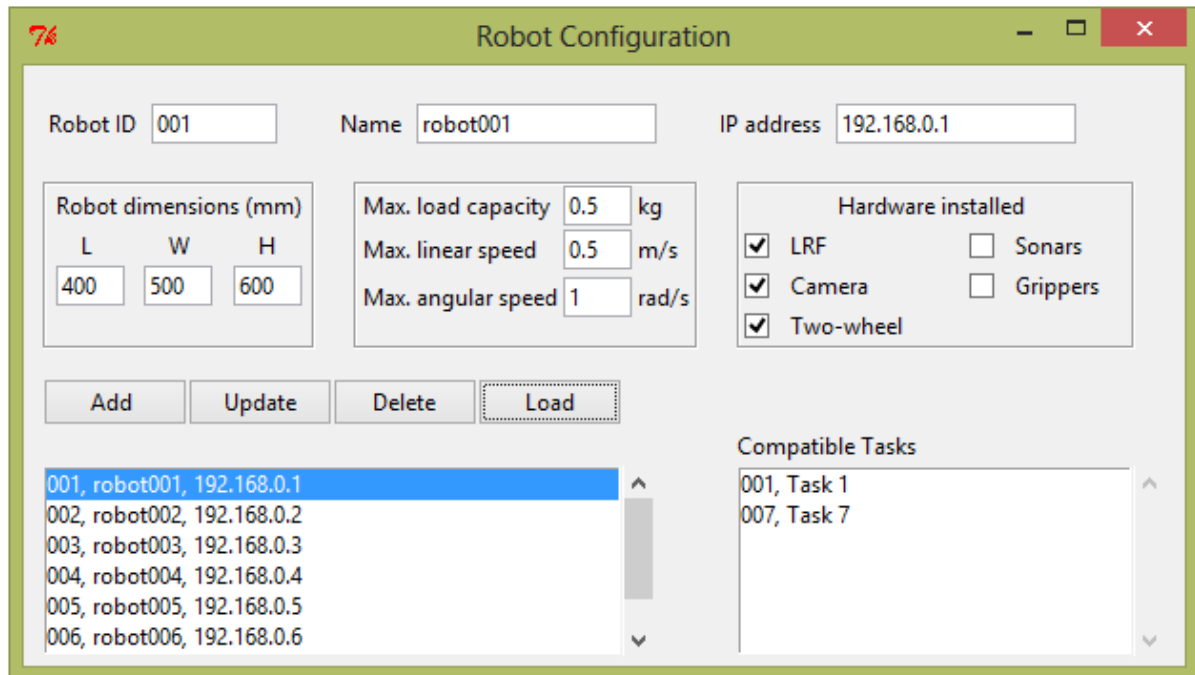 Robot Configuration
Robot ID 001 Name robot001 IP address 192.168.0.1
Robot dimensions (mm)
L W H
400 500 600
Max. load capacity 0.5 kg
Max. linear speed 0.5 m/s
Max. angular speed 1 rad/s
Hardware installed
LRF Sonars
Camera Grippers
Two-wheel
Add Update Delete Load
001, robot001, 192.168.0.1
002, robot002, 192.168.0.2
003, robot003, 192.168.0.3
004, robot004, 192.168.0.4
005, robot005, 192.168.0.5
006, robot006, 192.168.0.6
Compatible Tasks
001, Task 1
007, Task 7